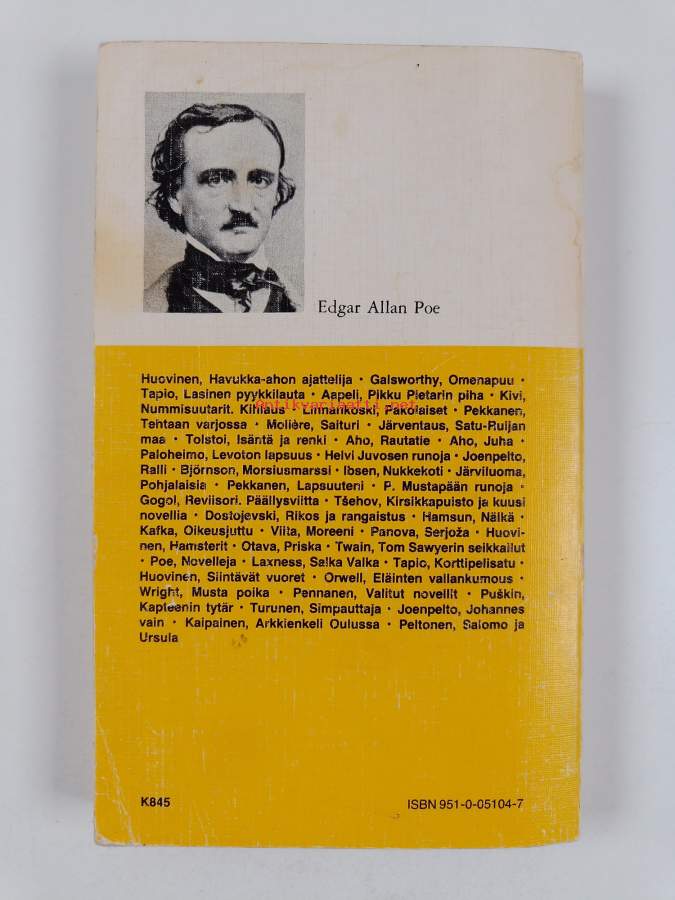 Edgar Allan Poe
Huovinen, Havukka-ahon ajattelija · Galsworthy, Omenapuu ·
Tapio, Lasinen pyykkilauta · Aapeli, Pikku Pietarin piha · Kivi,
antikvariaatti.net
Nummisuutarit. Kihlaus · Linnankoski, Pakolaiset · Pekkanen,
Tehtaan varjossa · Molière, Saituri · Järventaus, Satu-Ruijan
maa · Tolstoi, Isäntä ja renki · Aho, Rautatie · Aho, Juha ·
Paloheimo, Levoton lapsuus · Helvi Juvosen runoja · Joenpelto,
Ralli · Björnson, Morsiusmarssi · Ibsen, Nukkekoti · Järviluoma,
Pohjalaisia · Pekkanen, Lapsuuteni · P. Mustapään runoja ·
Gogol, Reviisori. Päällysviitta · Tšehov, Kirsikkapuisto ja kuusi
novellia · Dostojevski, Rikos ja rangaistus · Hamsun, Nälkä ·
Kafka, Oikeusjuttu · Viita, Moreeni · Panova, Serjoža · Huovi-
nen, Hamsterit · Otava, Priska · Twain, Tom Sawyerin seikkailut
· Poe, Novelleja · Laxness, Salka Valka · Tapio, Korttipelisatu ·
Huovinen, Siintävät vuoret · Orwell, Eläinten vallankumous ·
Wright, Musta poika · Pennanen, Valitut novellit · Puškin,
Kapteenin tytär · Turunen, Simpauttaja · Joenpelto, Johannes
vain · Kaipainen, Arkkienkeli Oulussa · Peltonen, Salomo ja
Ursula
K845
ISBN 951-0-05104-7